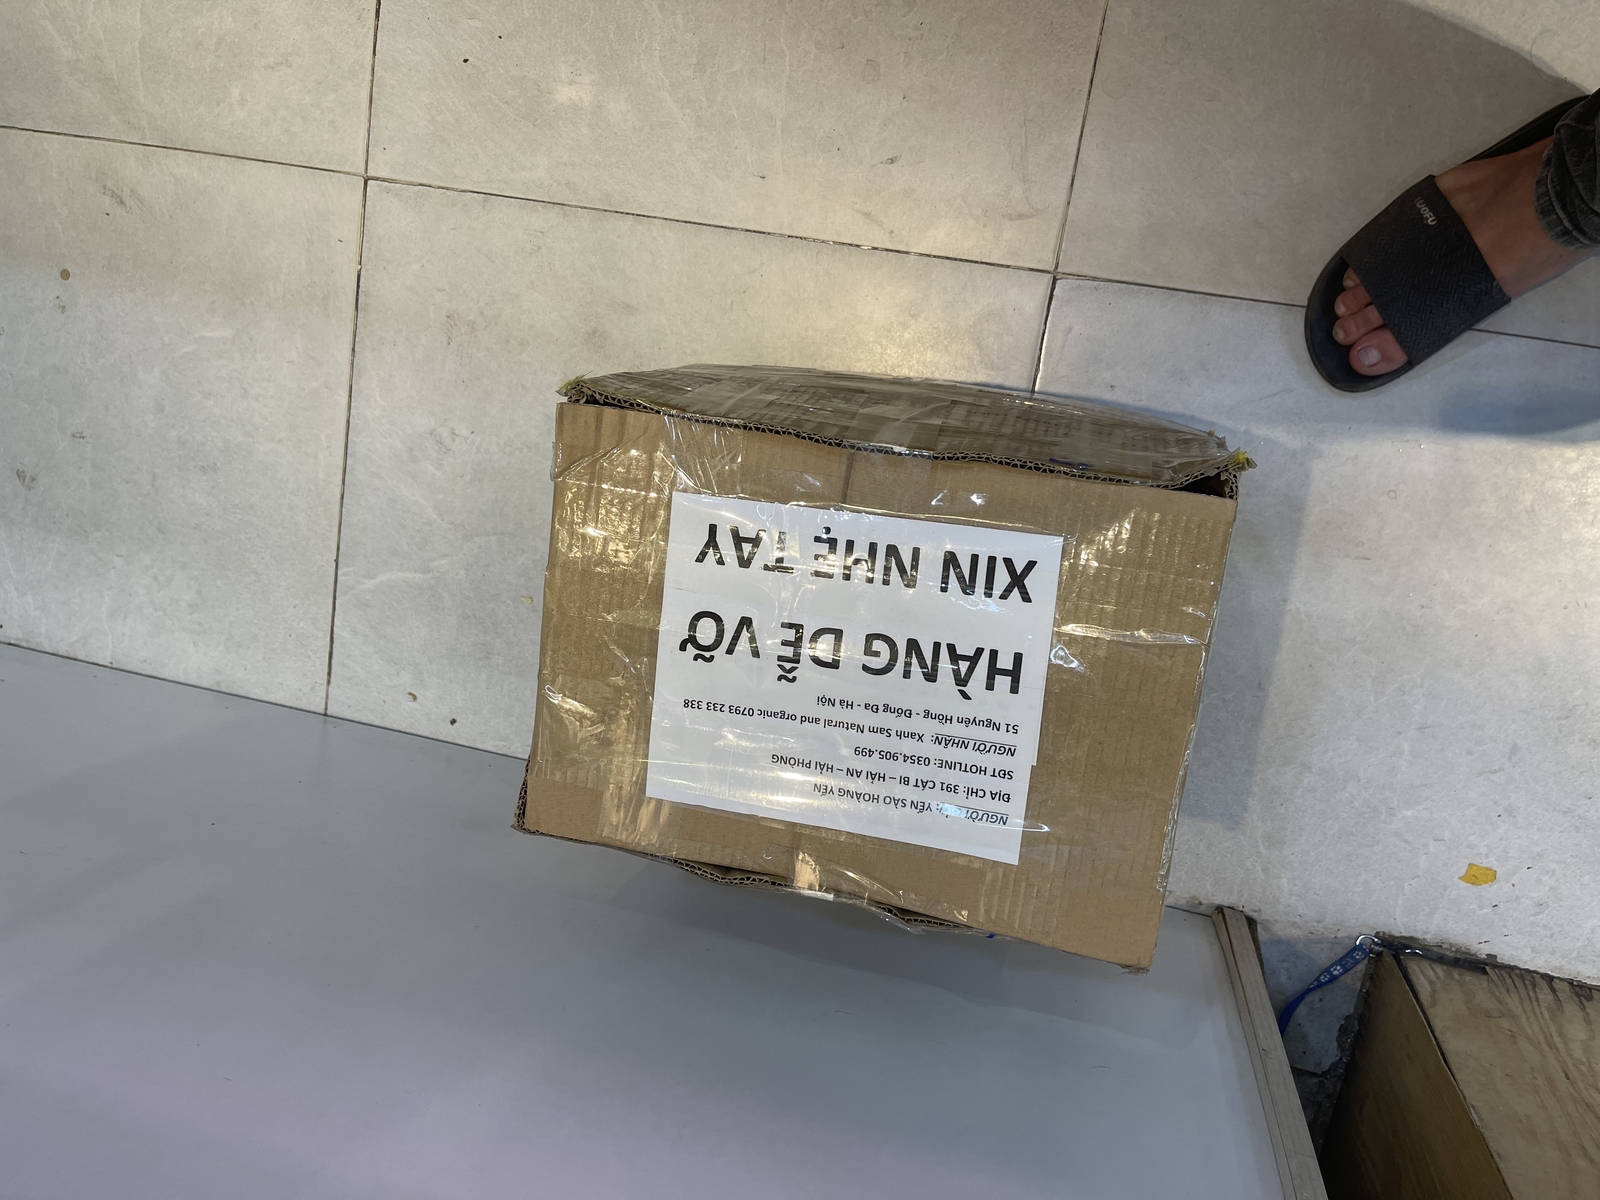 NGƯỜI YẾN SÀO HOÀNG YẾN
ĐỊA CHỈ: 391 CÁT BI – HẢI AN – HẢI PHÒNG
SĐT HOTLINE: 0354.905.499
NGƯỜI NHẬN: Xanh Sam Natural and organic 0793 233 338
51 Nguyên Hồng - Đống Đa - Hà Nội
HÀNG DỄ VỠ
XIN NHẸ TAY